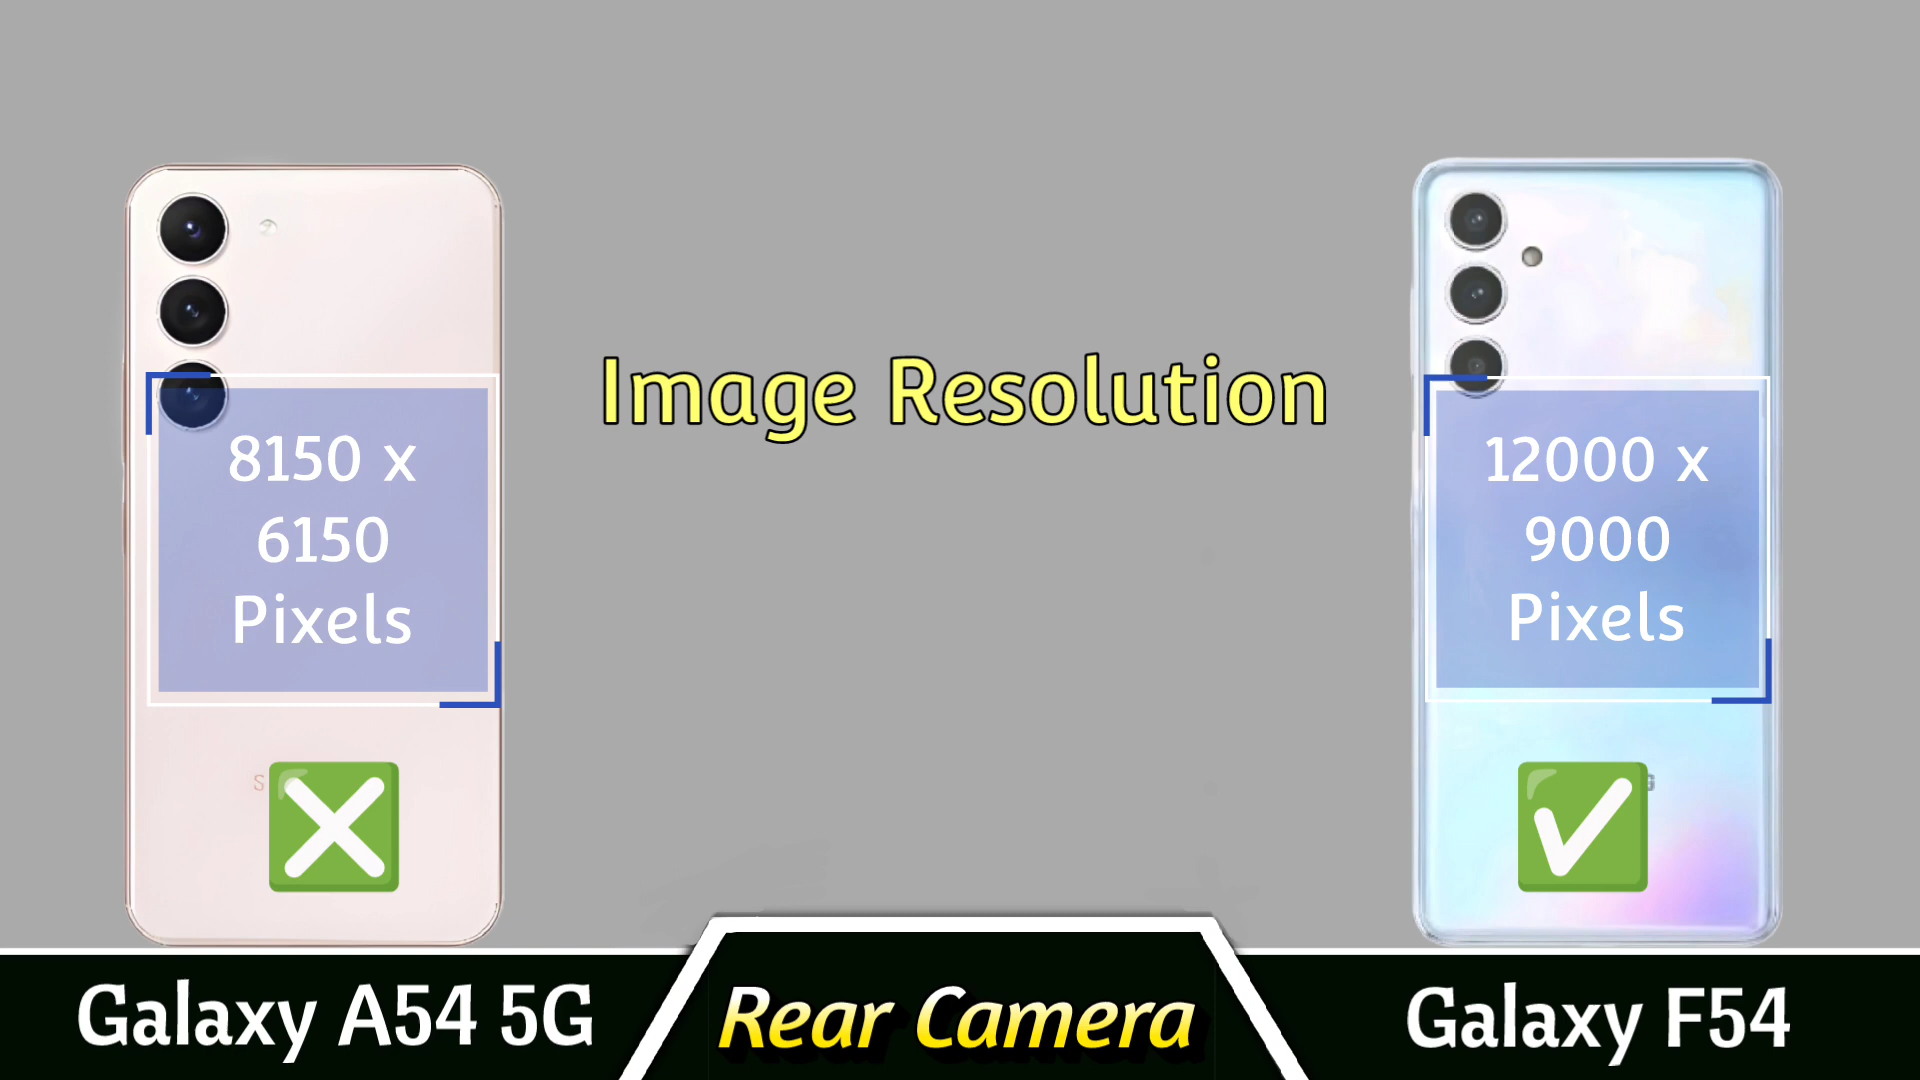 Image Resolution
8150 x
6150
Pixels
12000 x
9000
Pixels
S
G
Galaxy A54 5G
Rear Camera
Galaxy F54